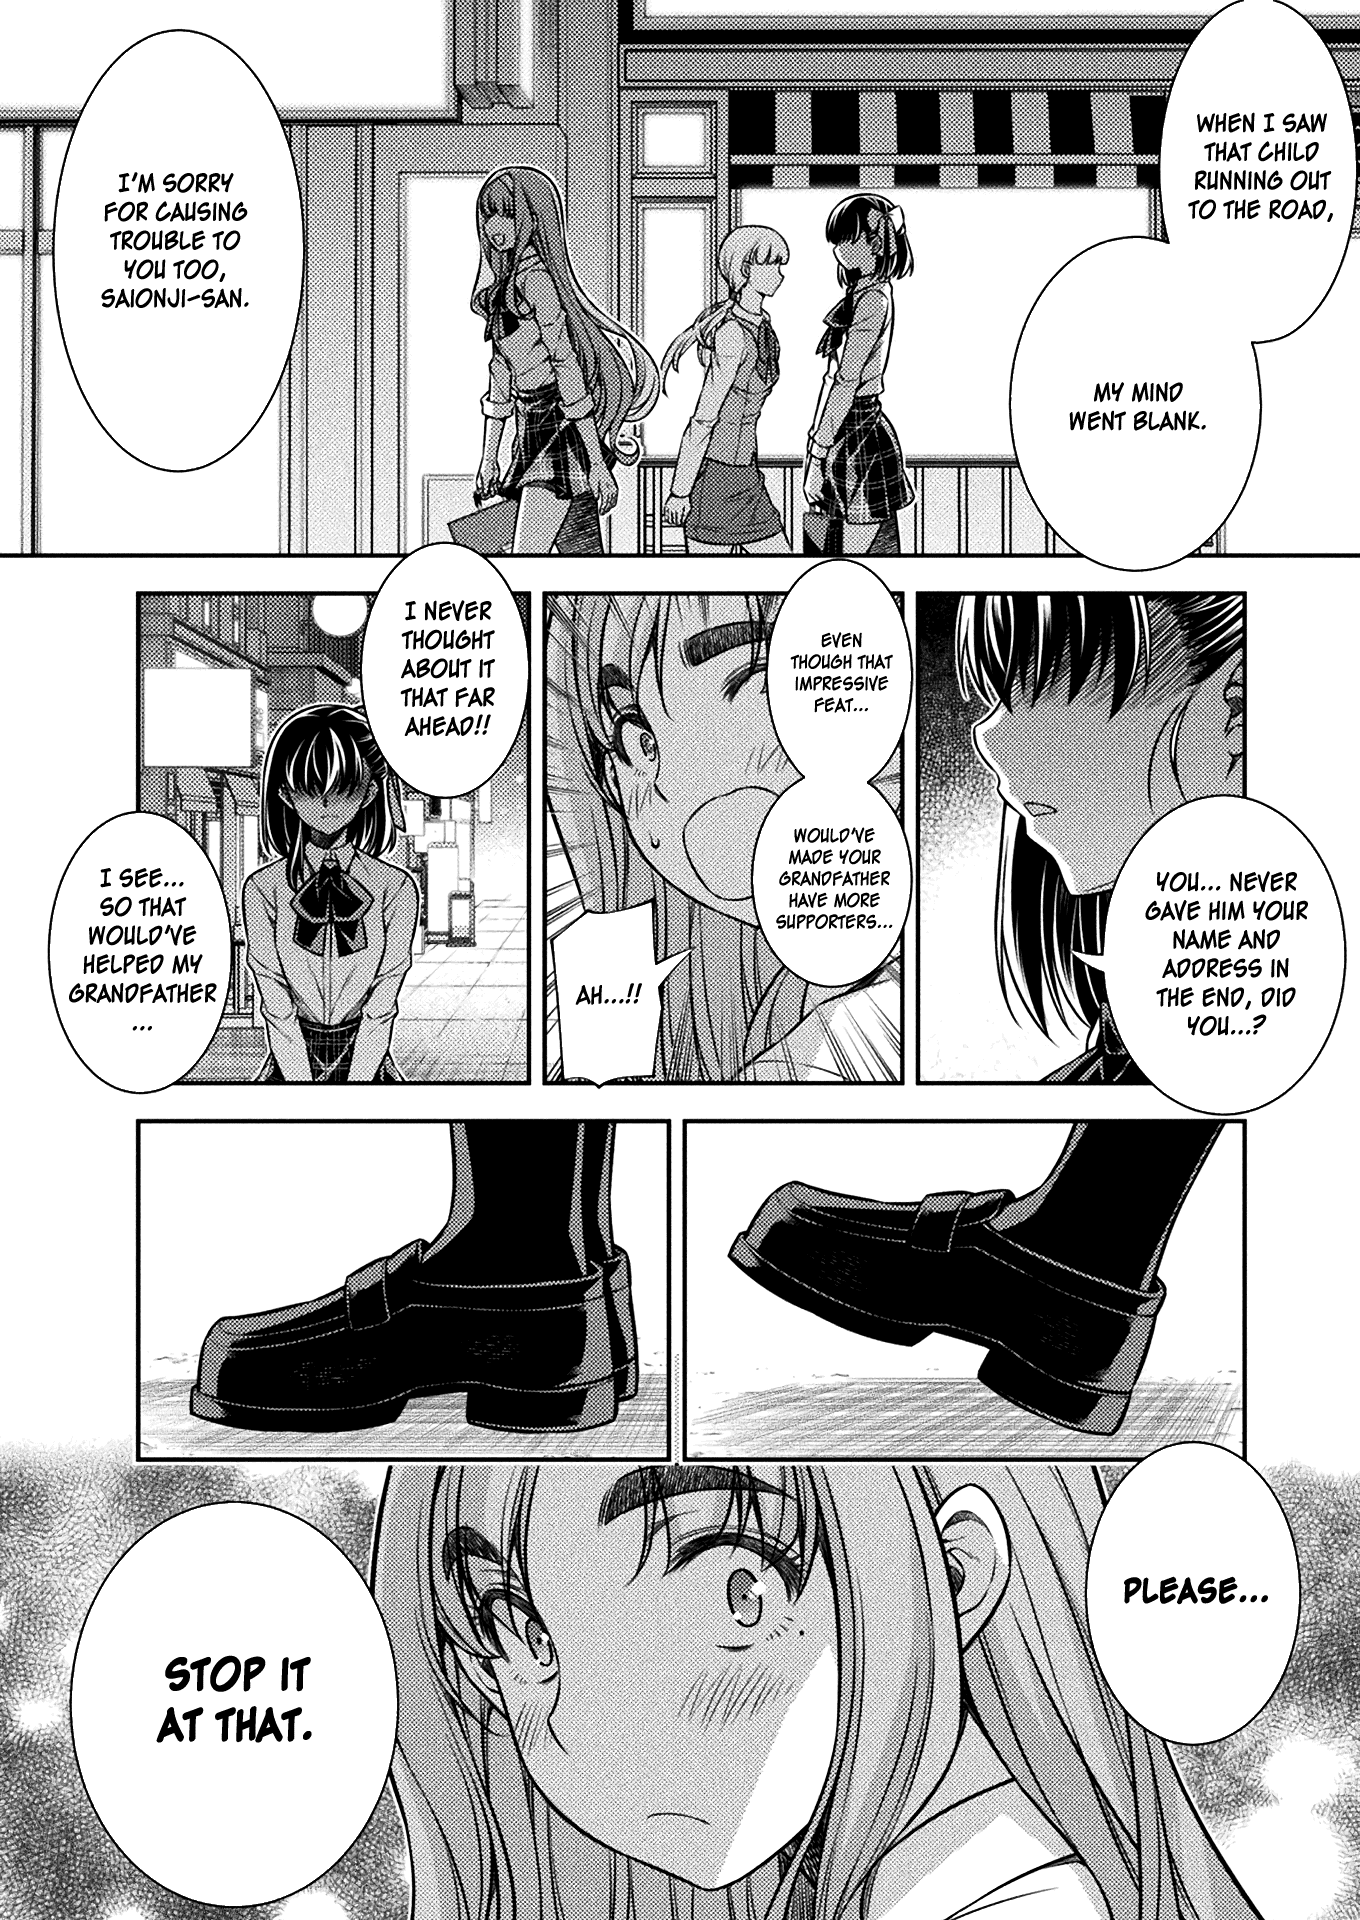 WHEN I SAW
THAT CHILD
RUNNING OUT
TO THE ROAD,
MY MIND
WENT BLANK.
I'M SORRY
FOR CAUSING
TROUBLE TO
YOU TOO,
SAIONJI-SAN.
YOU... NEVER
GAVE HIM YOUR
NAME AND
ADDRESS IN
THE END, DID
YOU...?
EVEN
THOUGH THAT
IMPRESSIVE
FEAT...
WOULD'VE
MADE YOUR
GRANDFATHER
HAVE MORE
SUPPORTERS...
AH...!!
I NEVER
THOUGHT
ABOUT IT
THAT FAR
AHEAD!!
I SEE...
SO THAT
WOULD'VE
HELPED MY
GRANDFATHER
...
PLEASE...
STOP IT
AT THAT.